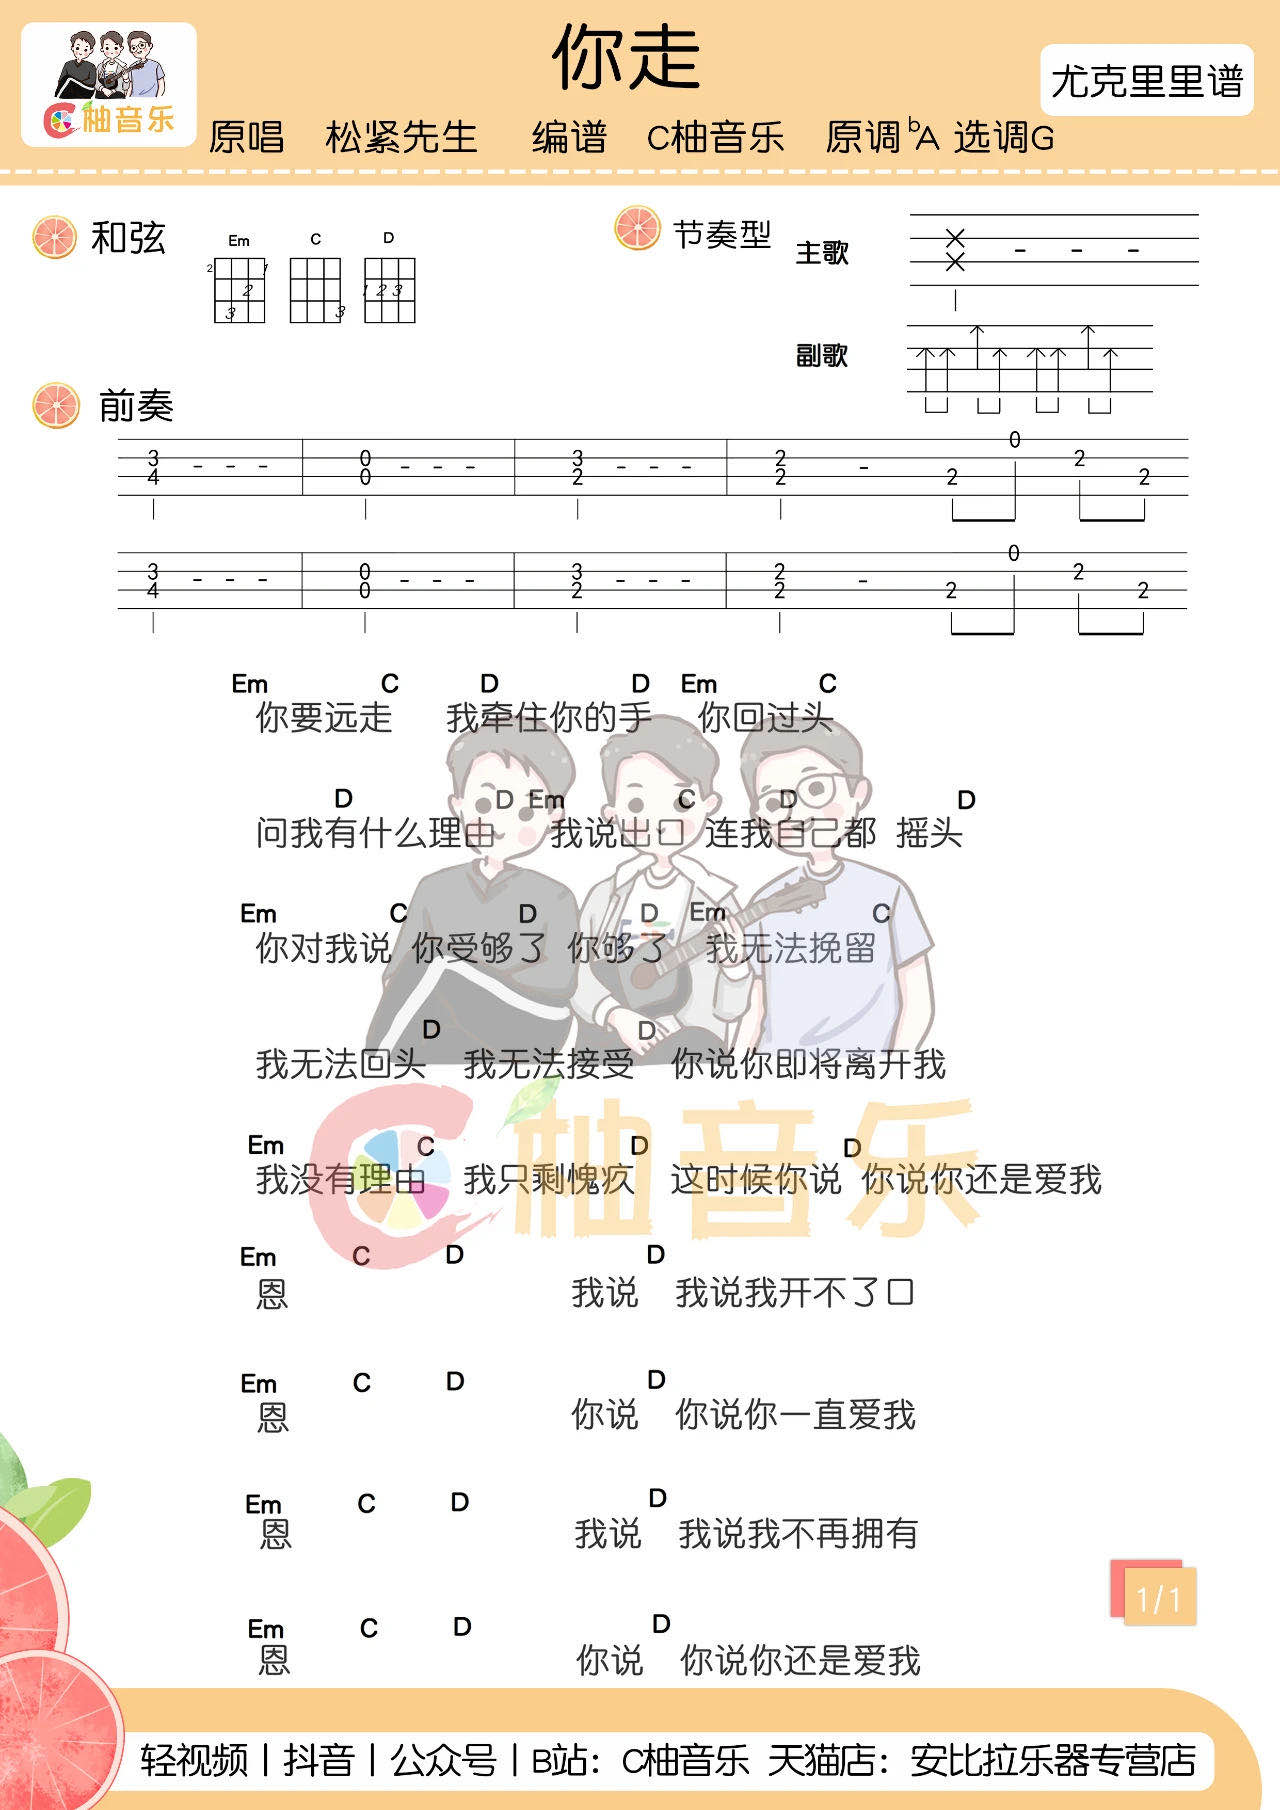 你走
尤克里里谱
C柚音乐
原唱 松紧先生 编谱 C柚音乐 原调 bA 选调G
和弦
Em C D
2 1
2 1 2 3
3 3
节奏型
主歌
副歌
前奏
3 0 3 2 0 2
4 0 2 2 2 2
3 0 3 2 0 2
4 0 2 2 2 2
Em C D D Em C
你要远走 我牵住你的手 你回过头
D D Em C D D
问我有什么理由 我说出口 连我自己都 摇头
Em C D D Em C
你对我说 你受够了 你够了 我无法挽留
D D
我无法回头 我无法接受 你说你即将离开我
Em C D D
我没有理由 我只剩愧疚 这时候你说 你说你还是爱我
Em C D D
恩 我说 我说我开不了口
Em C D D
恩 你说 你说你一直爱我
Em C D D
恩 我说 我说我不再拥有
Em C D D
恩 你说 你说你还是爱我
C柚音乐
1/1
轻视频|抖音|公众号|B站：C柚音乐 天猫店：安比拉乐器专营店